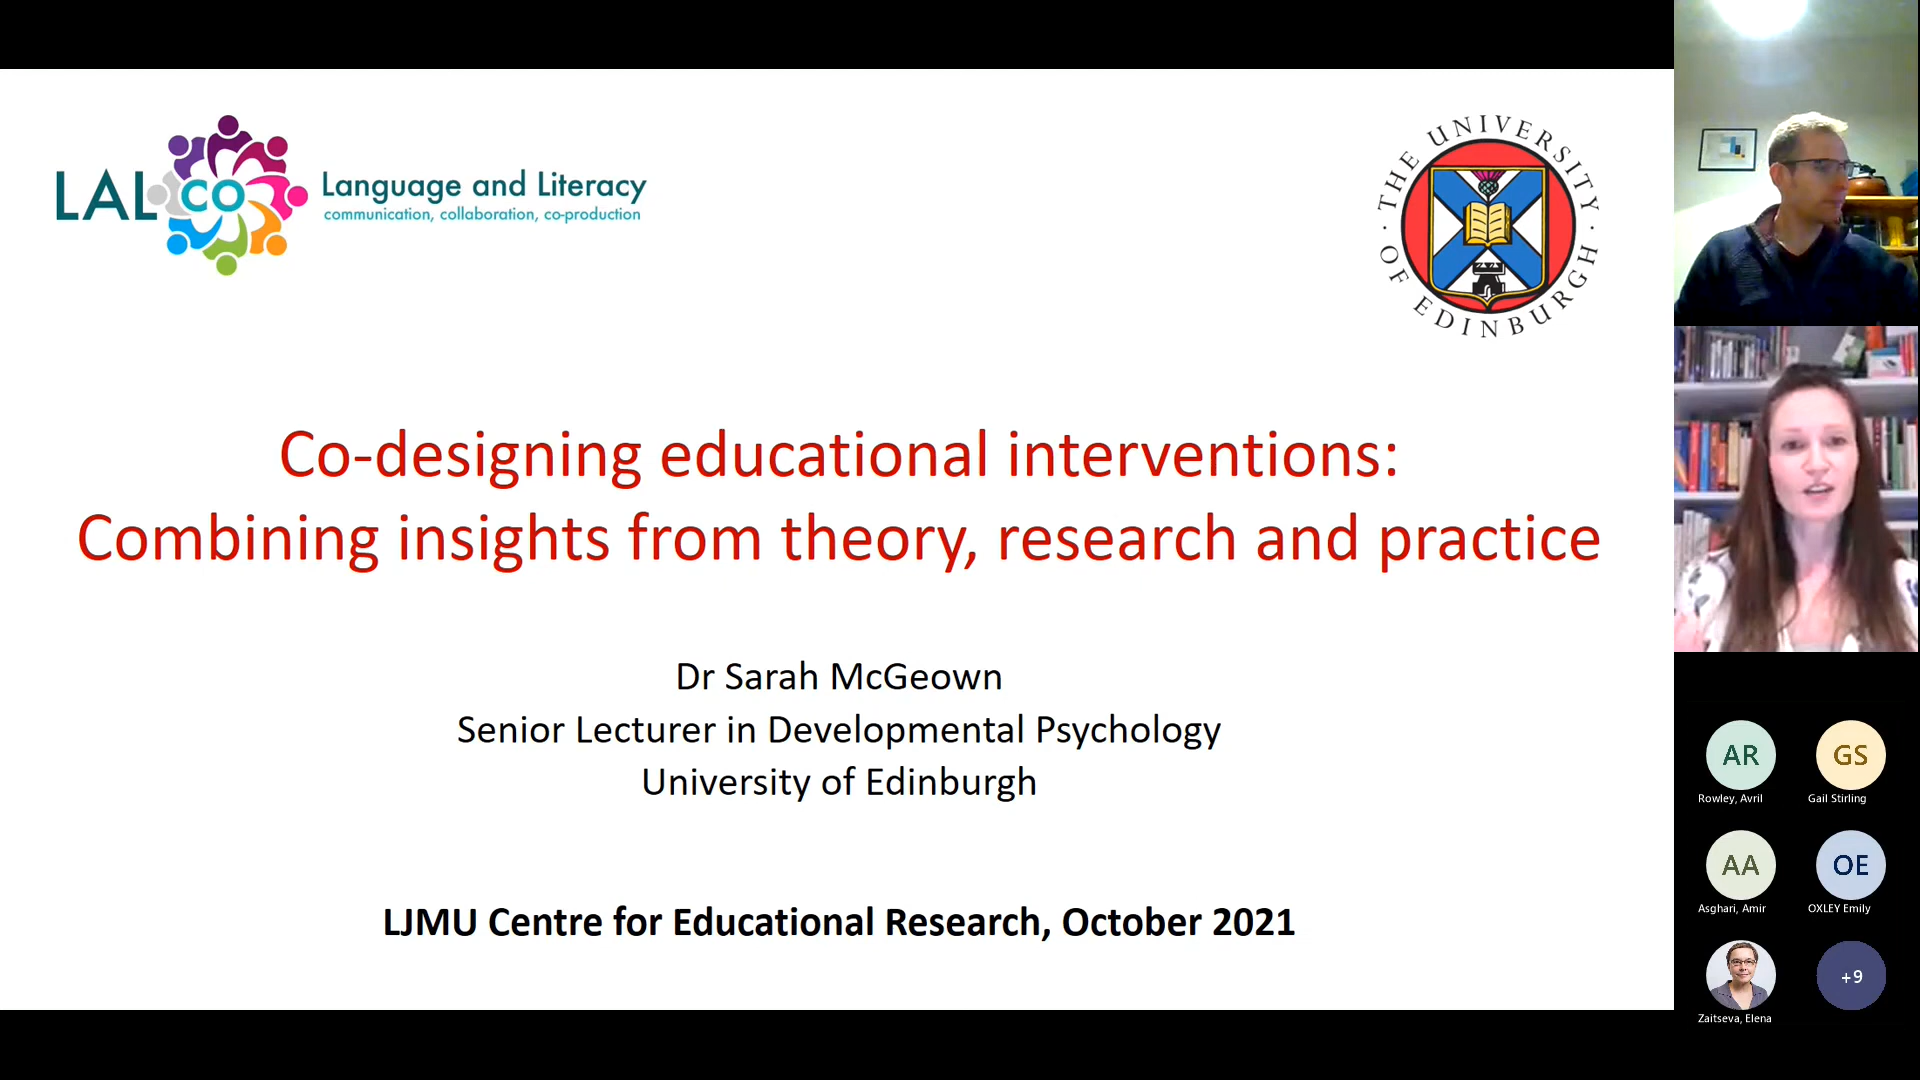 LALCO
Language and Literacy
communication, collaboration, co-production
· THE UNIVERSITY ·
OF EDINBURGH
Co-designing educational interventions:
Combining insights from theory, research and practice
Dr Sarah McGeown
Senior Lecturer in Developmental Psychology
University of Edinburgh
LJMU Centre for Educational Research, October 2021
AR
GS
Rowley, Avril
Gail Stirling
AA
OE
Asghari, Amir
OXLEY Emily
+9
Zaitseva, Elena